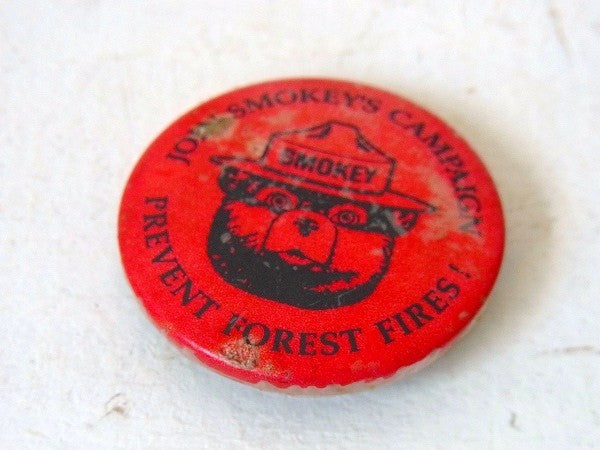 JOIN SMOKEY'S CAMPAIGN
SMOKEY
PREVENT FOREST FIRES!